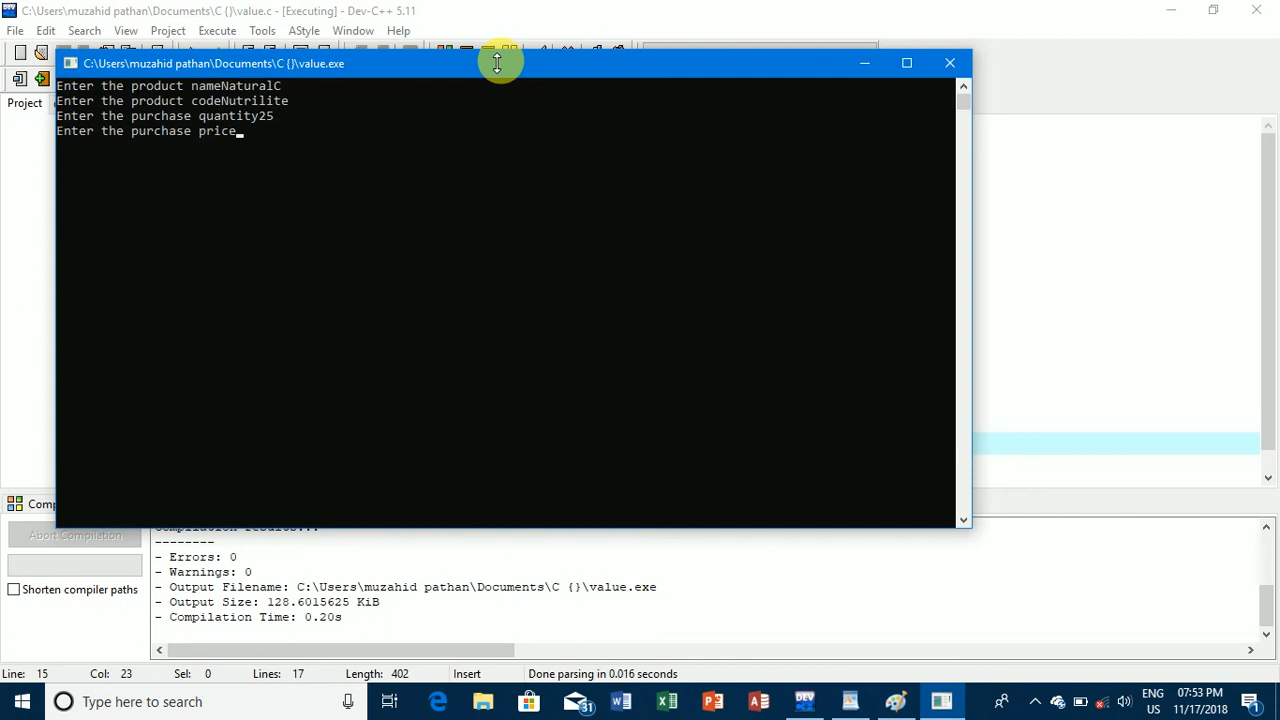 C:\Users\muzahid pathan\Documents\C {}\value.c - [Executing] - Dev-C++ 5.11
File Edit Search View Project Execute Tools AStyle Window Help
C:\Users\muzahid pathan\Documents\C {}\value.exe
Enter the product nameNaturalC
Enter the product codeNutrilite
Enter the purchase quantity25
Enter the purchase price
Project
Comp
Abort Compilation
Shorten compiler paths
Compilation results...
--------
- Errors: 0
- Warnings: 0
- Output Filename: C:\Users\muzahid pathan\Documents\C {}\value.exe
- Output Size: 128.6015625 KiB
- Compilation Time: 0.20s
Line: 15 Col: 23 Sel: 0 Lines: 17 Length: 402 Insert Done parsing in 0.016 seconds
Type here to search
31
ENG
US
07:53 PM
11/17/2018
1